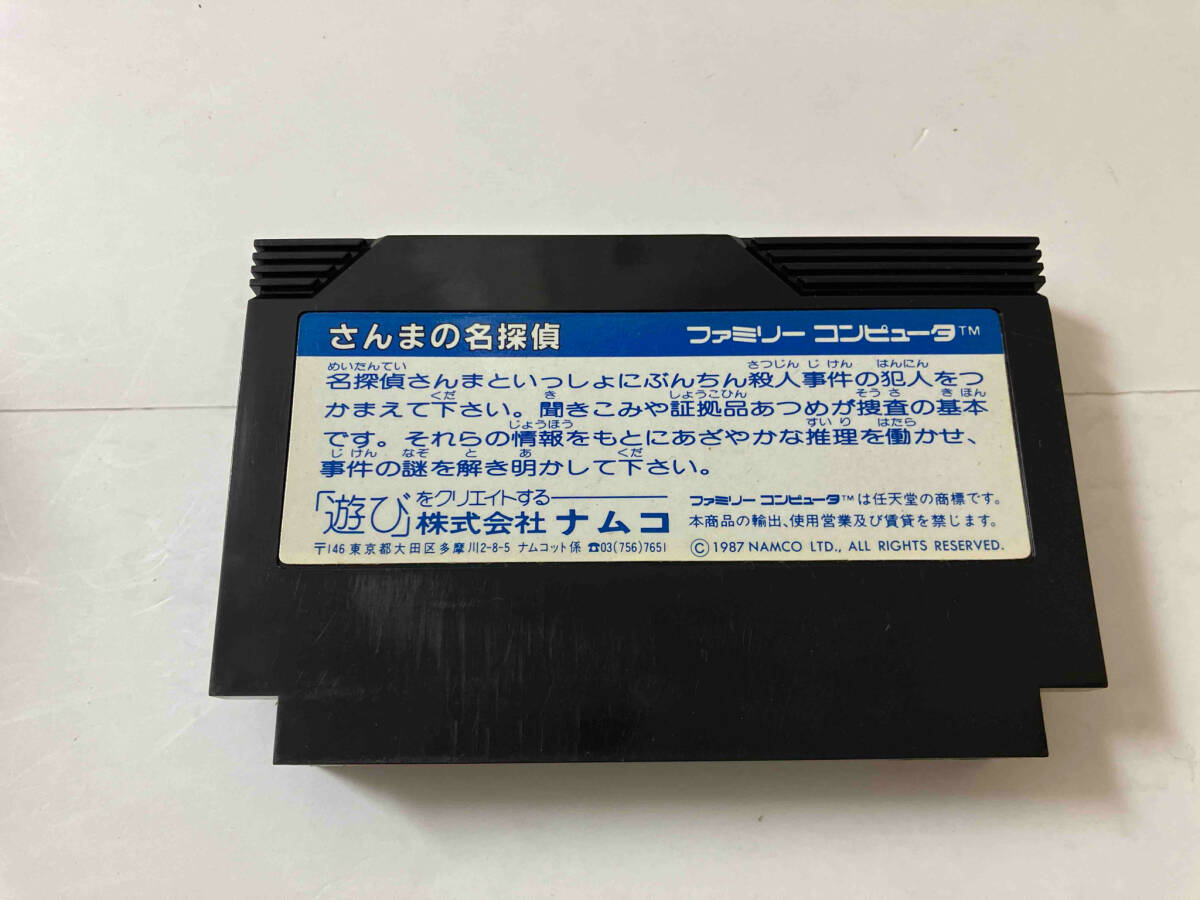 さんまの名探偵 ファミリー コンピュータ™
めいたんてい さつじん じ けん はんにん
名探偵さんまといっしょにぶんちん殺人事件の犯人をつ
くだ き しょうこひん そう さ き ほん
かまえて下さい。聞きこみや証拠品あつめが捜査の基本
じょうほう すい り はたら
です。それらの情報をもとにあざやかな推理を働かせ、
じ けん なぞ と あ くだ
事件の謎を解き明かして下さい。
「遊び」をクリエイトする
株式会社 ナムコ
〒146 東京都大田区多摩川2-8-5 ナムコット係 ☎03(756)7651
ファミリー コンピュータ™は任天堂の商標です。
本商品の輸出、使用営業及び賃貸を禁じます。
©1987 NAMCO LTD., ALL RIGHTS RESERVED.